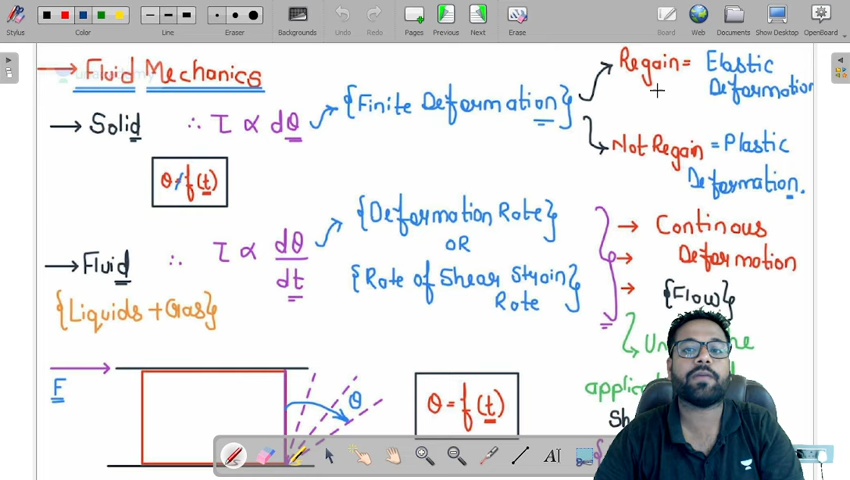 Stylus
Color
Line
Eraser
Backgrounds
Undo
Redo
Pages
Previous
Next
Erase
Board
Web
Documents
Show Desktop
OpenBoard
→ Fluid Mechanics
→ Solid ∴ τ ∝ dθ {Finite Deformation}
Regain = Elastic
Deformation
Not Regain = Plastic
Deformation.
θ ≠ f(t)
→ Fluid ∴ τ ∝ dθ/dt
{Deformation Rate}
OR
{Rate of Shear Strain
Rate
→ Continous
→ Deformation
→ {Flow}
{Liquids + Gas}
F
θ
θ = f(t)